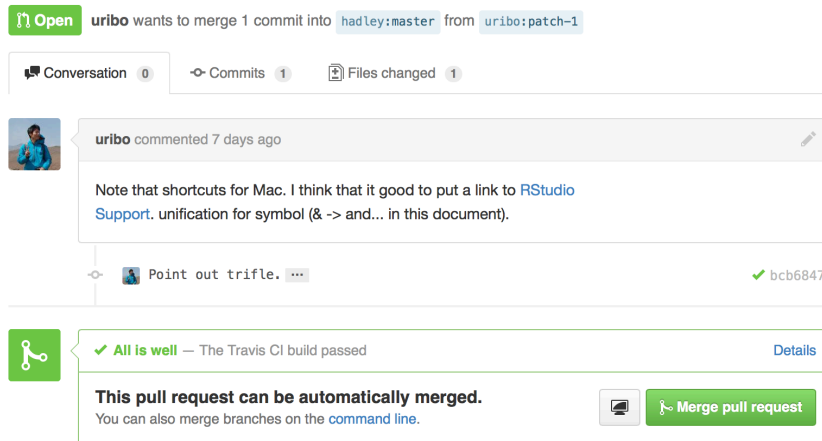 Open uribo wants to merge 1 commit into hadley:master from uribo:patch-1
Conversation 0 Commits 1 Files changed 1
uribo commented 7 days ago
Note that shortcuts for Mac. I think that it good to put a link to RStudio
Support. unification for symbol (& -> and... in this document).
Point out trifle. ... bcb6847
All is well — The Travis CI build passed Details
This pull request can be automatically merged.
You can also merge branches on the command line.
Merge pull request